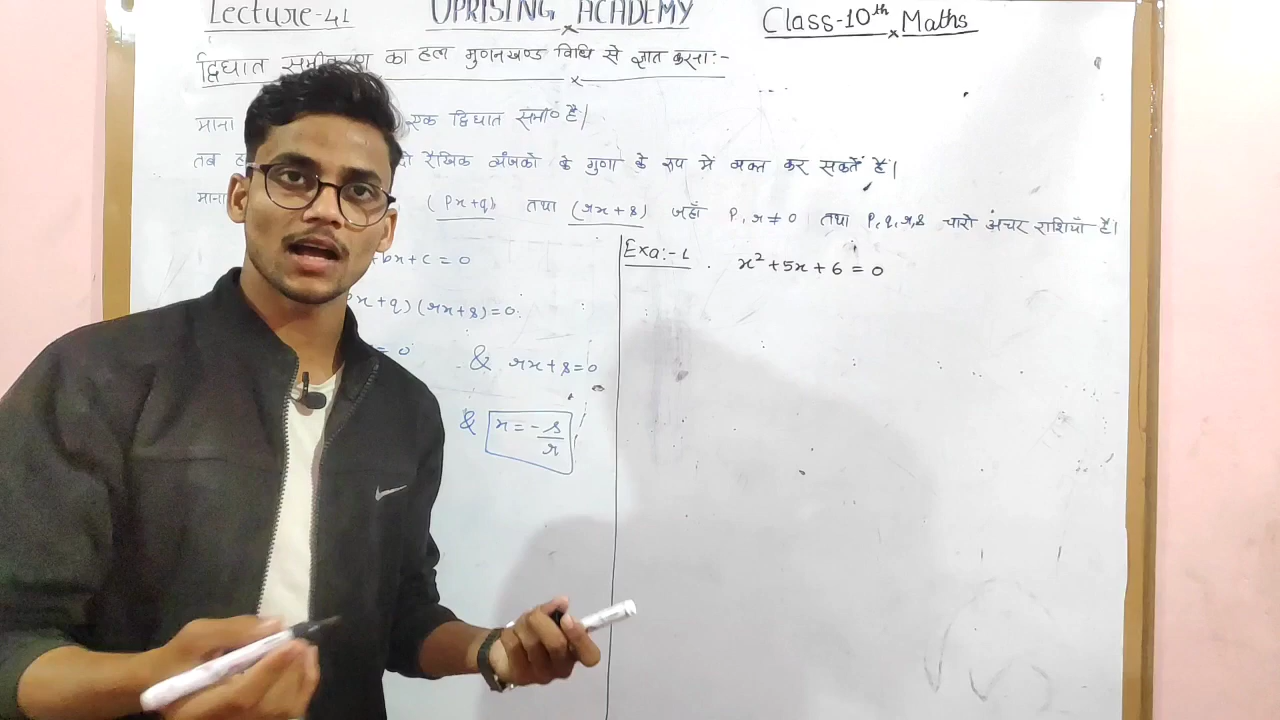 Lecture-41 UPRISING ACADEMY Class-10th Maths
द्विघात समीकरण का हल गुणनखण्ड विधि से ज्ञात करना:-
माना एक द्विघात समी० है।
तब दो रैखिक व्यंजकों के गुणा के रूप में व्यक्त कर सकतें हैं।
माना (px+q) तथा (rx+s) जहाँ P, r ≠ 0 तथा P,q,r,s चारो अंचर राशियाँ हैं।
+bx+c = 0
px+q) (rx+s)=0.
= 0 & rx+s=0
& x = -s/r
Exa:-1. x²+5x+6 = 0